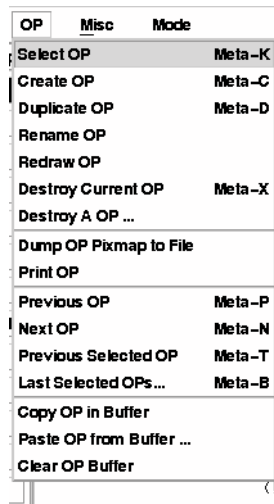 OP Misc Mode
Select OP Meta-K
Create OP Meta-C
Duplicate OP Meta-D
Rename OP
Redraw OP
Destroy Current OP Meta-X
Destroy A OP ...
Dump OP Pixmap to File
Print OP
Previous OP Meta-P
Next OP Meta-N
Previous Selected OP Meta-T
Last Selected OPs... Meta-B
Copy OP in Buffer
Paste OP from Buffer ...
Clear OP Buffer